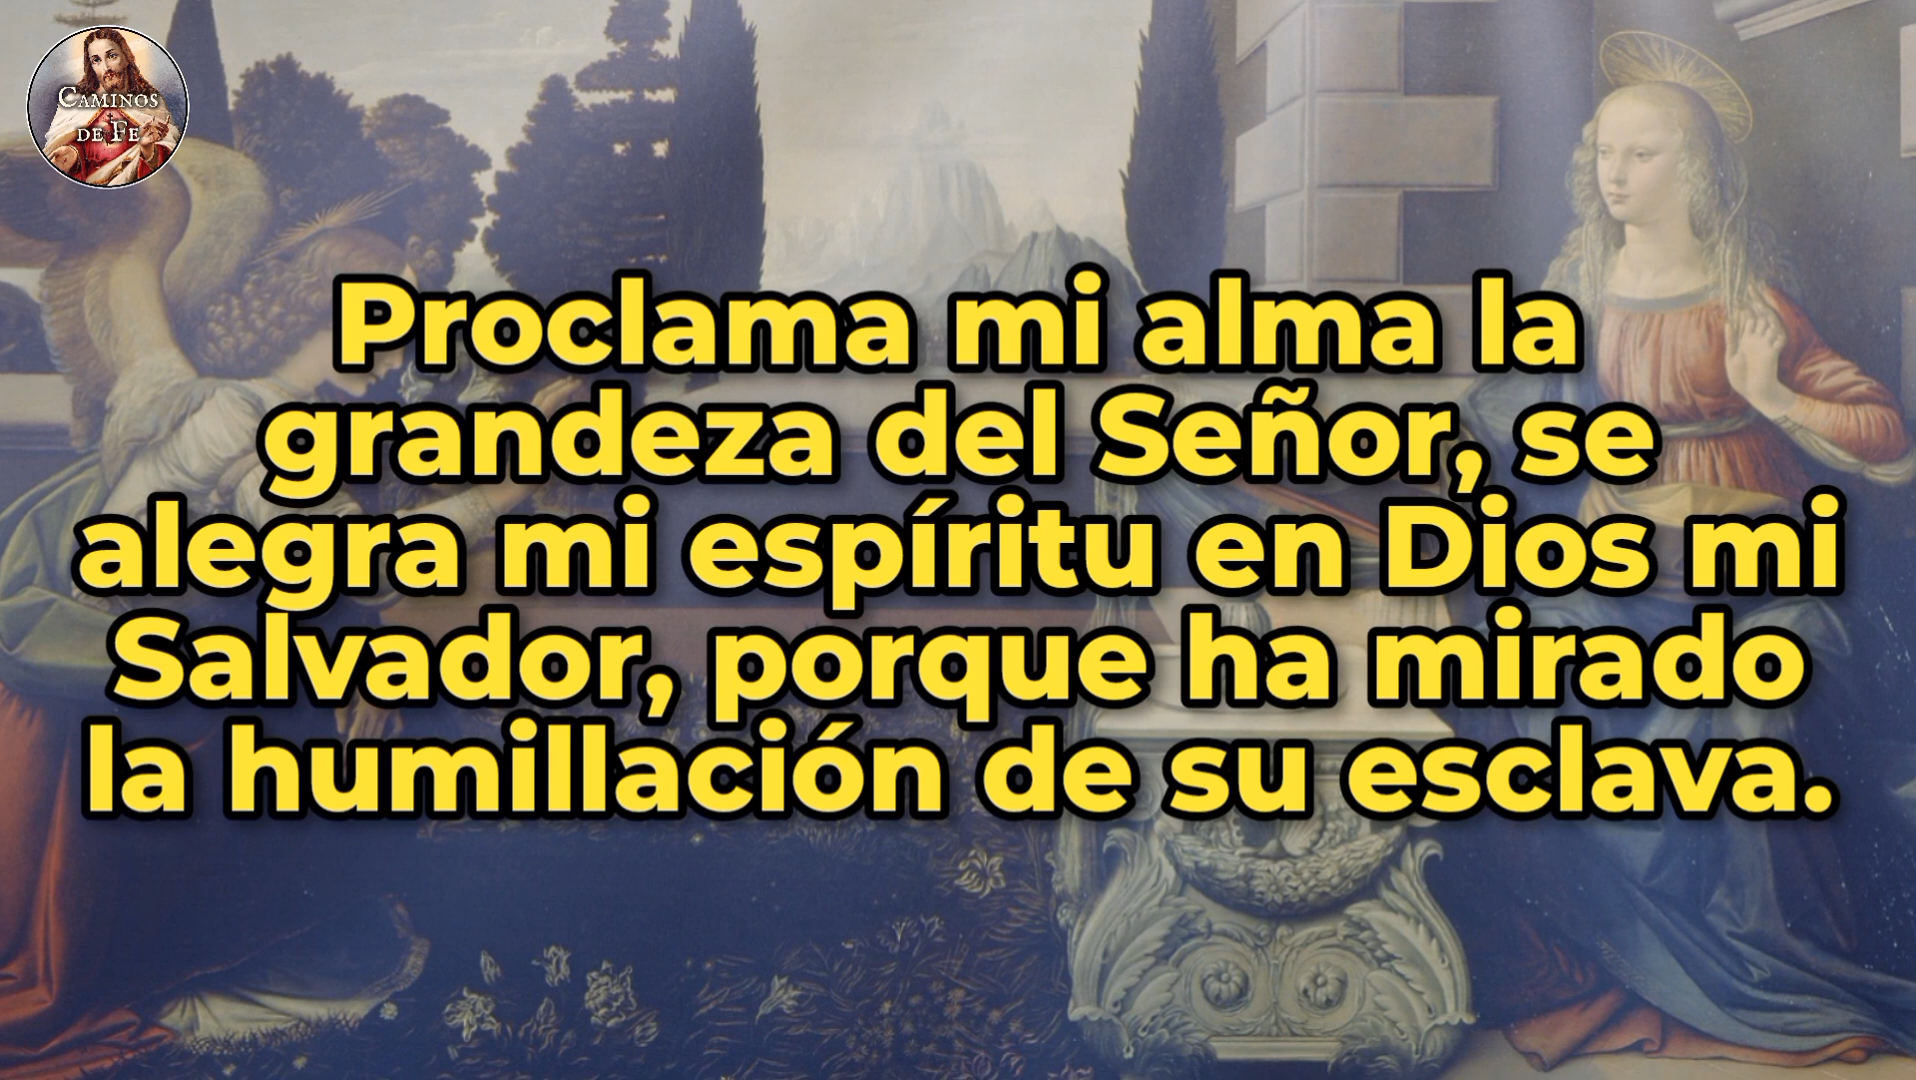 Caminos
de Fe
Proclama mi alma la
grandeza del Señor, se
alegra mi espíritu en Dios mi
Salvador, porque ha mirado
la humillación de su esclava.